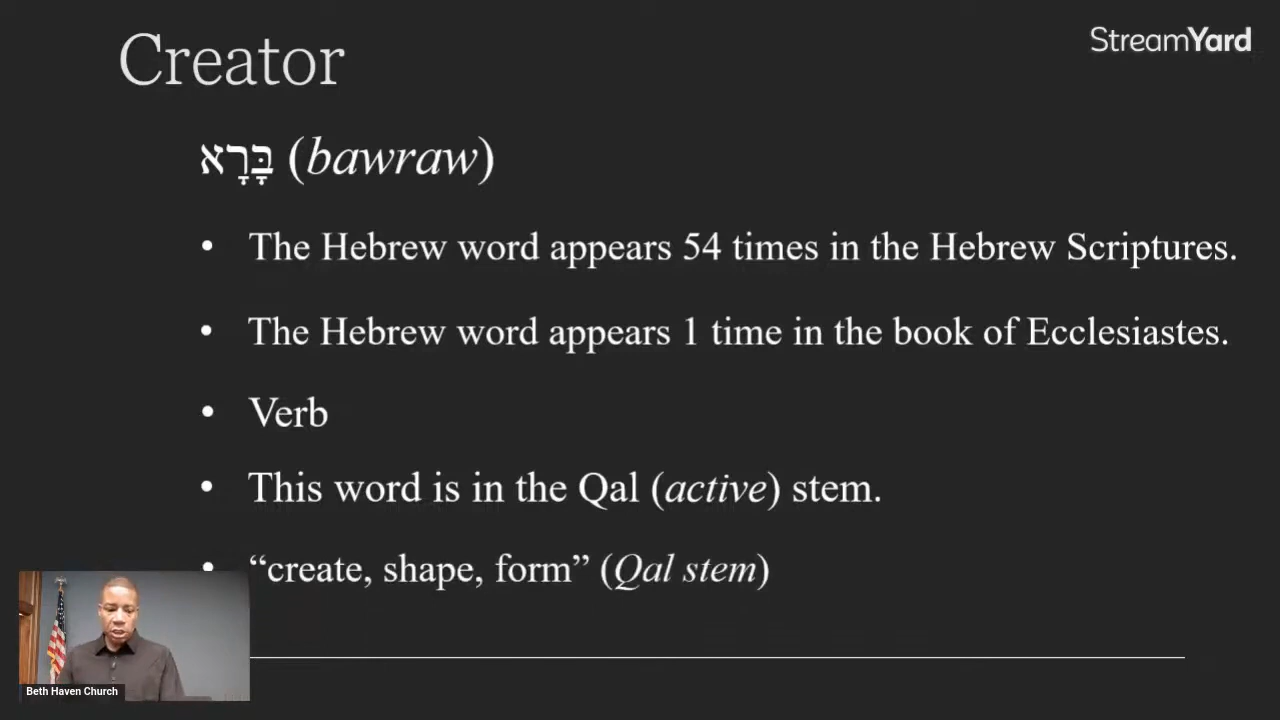 Creator
StreamYard
בָּרָא (bawraw)
• The Hebrew word appears 54 times in the Hebrew Scriptures.
• The Hebrew word appears 1 time in the book of Ecclesiastes.
• Verb
• This word is in the Qal (active) stem.
• “create, shape, form” (Qal stem)
Beth Haven Church